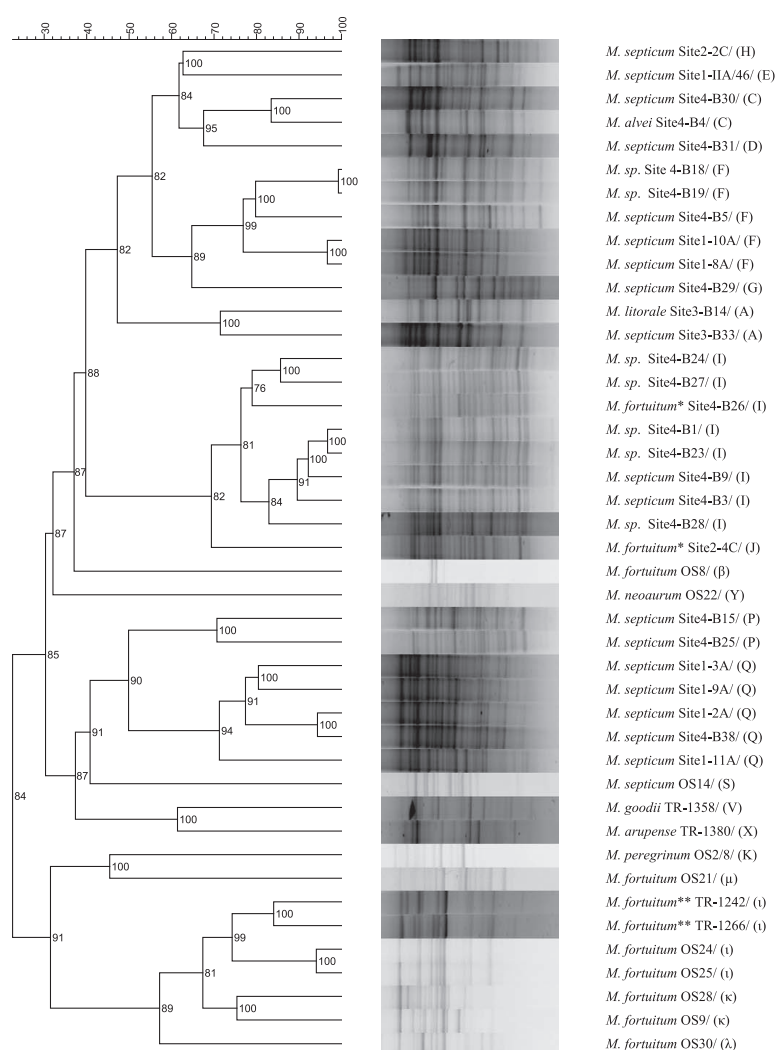 30 40 50 60 70 80 90 100
M. septicum Site2-2C/ (H)
100
M. septicum Site1-IIA/46/ (E)
84
M. septicum Site4-B30/ (C)
100
M. alvei Site4-B4/ (C)
95
M. septicum Site4-B31/ (D)
82
M. sp. Site 4-B18/ (F)
100
M. sp. Site4-B19/ (F)
100
M. septicum Site4-B5/ (F)
99
M. septicum Site1-10A/ (F)
100
82
89
M. septicum Site1-8A/ (F)
M. septicum Site4-B29/ (G)
M. litorale Site3-B14/ (A)
100
M. septicum Site3-B33/ (A)
M. sp. Site4-B24/ (I)
88
100
M. sp. Site4-B27/ (I)
76
M. fortuitum* Site4-B26/ (I)
M. sp. Site4-B1/ (I)
81
100
M. sp. Site4-B23/ (I)
100
87
M. septicum Site4-B9/ (I)
91
82
84
M. septicum Site4-B3/ (I)
M. sp. Site4-B28/ (I)
87
M. fortuitum* Site2-4C/ (J)
M. fortuitum OS8/ (β)
M. neoaurum OS22/ (Y)
M. septicum Site4-B15/ (P)
100
M. septicum Site4-B25/ (P)
85
M. septicum Site1-3A/ (Q)
90
100
M. septicum Site1-9A/ (Q)
91
M. septicum Site1-2A/ (Q)
100
91
94
M. septicum Site4-B38/ (Q)
M. septicum Site1-11A/ (Q)
87
M. septicum OS14/ (S)
84
M. goodii TR-1358/ (V)
100
M. arupense TR-1380/ (X)
M. peregrinum OS2/8/ (K)
100
M. fortuitum OS21/ (μ)
M. fortuitum** TR-1242/ (ι)
100
M. fortuitum** TR-1266/ (ι)
91
99
M. fortuitum OS24/ (ι)
100
81
M. fortuitum OS25/ (ι)
M. fortuitum OS28/ (κ)
89
100
M. fortuitum OS9/ (κ)
M. fortuitum OS30/ (λ)